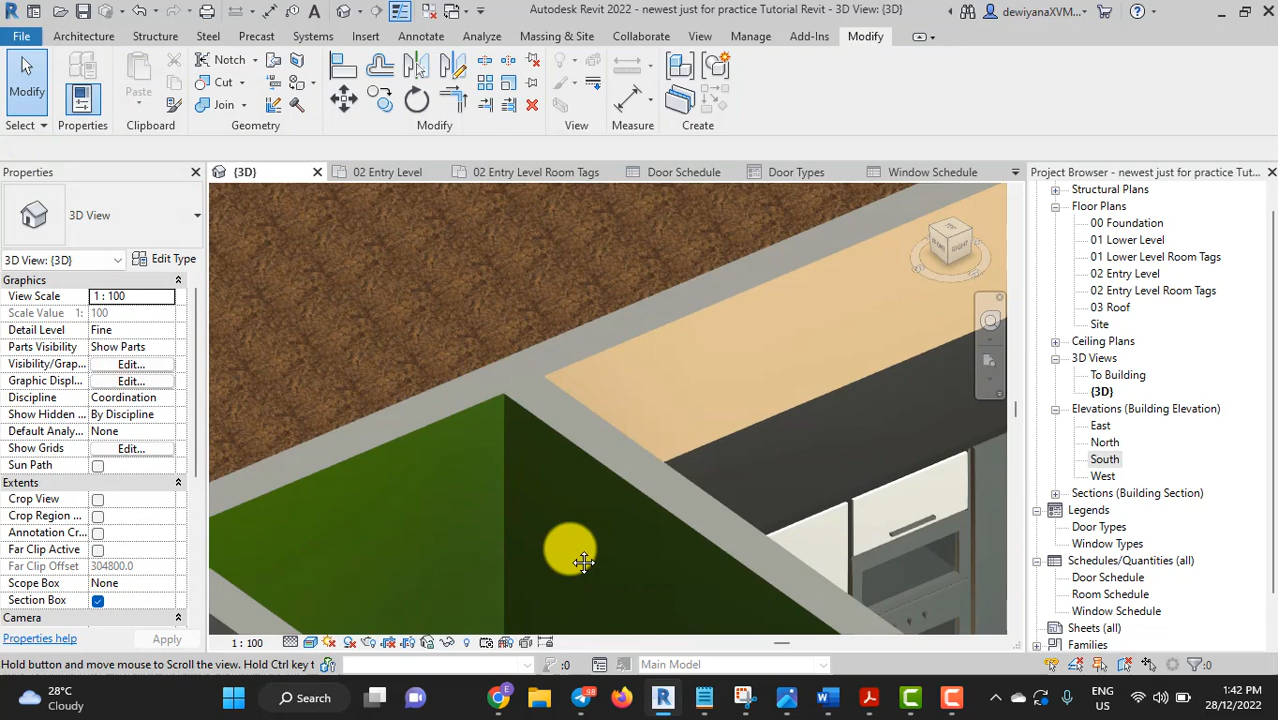 Autodesk Revit 2022 - newest just for practice Tutorial Revit - 3D View: {3D}
dewiyanaXVM...
File Architecture Structure Steel Precast Systems Insert Annotate Analyze Massing & Site Collaborate View Manage Add-Ins Modify
Modify
Paste
Notch
Cut
Join
Select Properties Clipboard Geometry Modify View Measure Create
Properties
{3D} 02 Entry Level 02 Entry Level Room Tags Door Schedule Door Types Window Schedule
3D View
3D View: {3D} Edit Type
Graphics
View Scale 1 : 100
Scale Value 1: 100
Detail Level Fine
Parts Visibility Show Parts
Visibility/Grap... Edit...
Graphic Displ... Edit...
Discipline Coordination
Show Hidden ... By Discipline
Default Analy... None
Show Grids Edit...
Sun Path
Extents
Crop View
Crop Region ...
Annotation Cr...
Far Clip Active
Far Clip Offset 304800.0
Scope Box None
Section Box
Camera
Properties help Apply
TOP
RIGHT
1 : 100
Project Browser - newest just for practice Tut...
Structural Plans
Floor Plans
00 Foundation
01 Lower Level
01 Lower Level Room Tags
02 Entry Level
02 Entry Level Room Tags
03 Roof
Site
Ceiling Plans
3D Views
To Building
{3D}
Elevations (Building Elevation)
East
North
South
West
Sections (Building Section)
Legends
Door Types
Window Types
Schedules/Quantities (all)
Door Schedule
Room Schedule
Window Schedule
Sheets (all)
Families
Hold button and move mouse to Scroll the view. Hold Ctrl key t :0 Main Model :0
28°C
Cloudy
Search
98
ENG
US
1:42 PM
28/12/2022